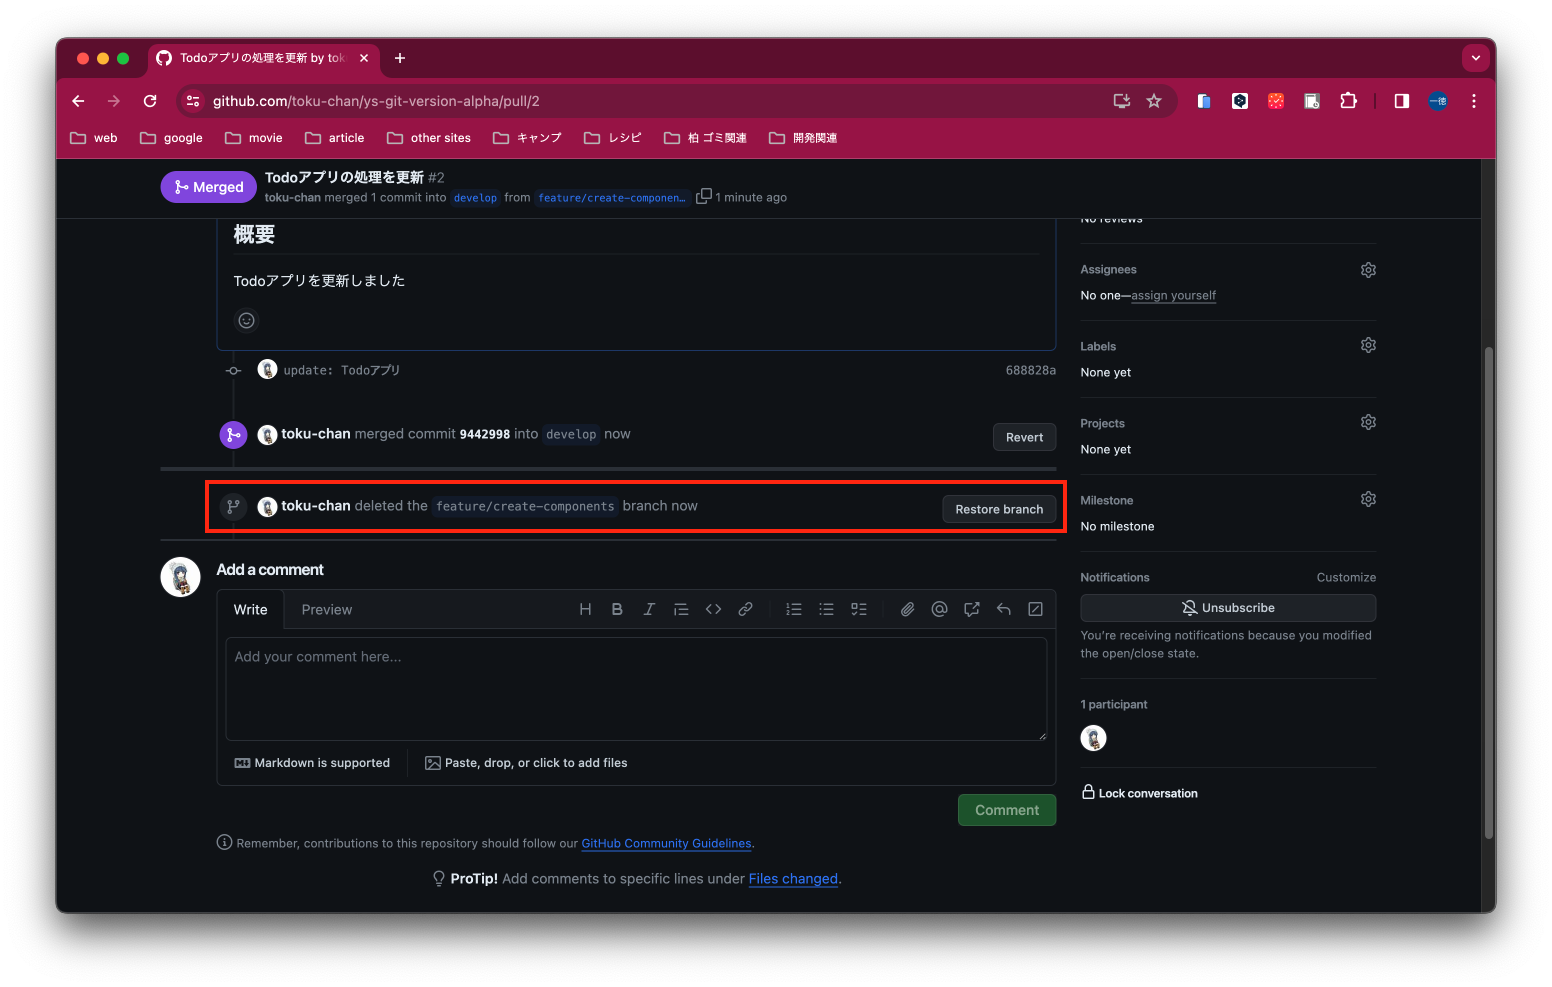 Todoアプリの処理を更新 by tok
github.com/toku-chan/ys-git-version-alpha/pull/2
一徳
web google movie article other sites キャンプ レシピ 柏 ゴミ関連 開発関連
Merged
Todoアプリの処理を更新 #2
toku-chan merged 1 commit into develop from feature/create-componen… 1 minute ago
No reviews
概要
Todoアプリを更新しました
update: Todoアプリ 688828a
toku-chan merged commit 9442998 into develop now
Revert
toku-chan deleted the feature/create-components branch now
Restore branch
Add a comment
Write Preview
Add your comment here...
Markdown is supported
Paste, drop, or click to add files
Comment
Remember, contributions to this repository should follow our GitHub Community Guidelines.
ProTip! Add comments to specific lines under Files changed.
Assignees
No one—assign yourself
Labels
None yet
Projects
None yet
Milestone
No milestone
Notifications Customize
Unsubscribe
You're receiving notifications because you modified
the open/close state.
1 participant
Lock conversation